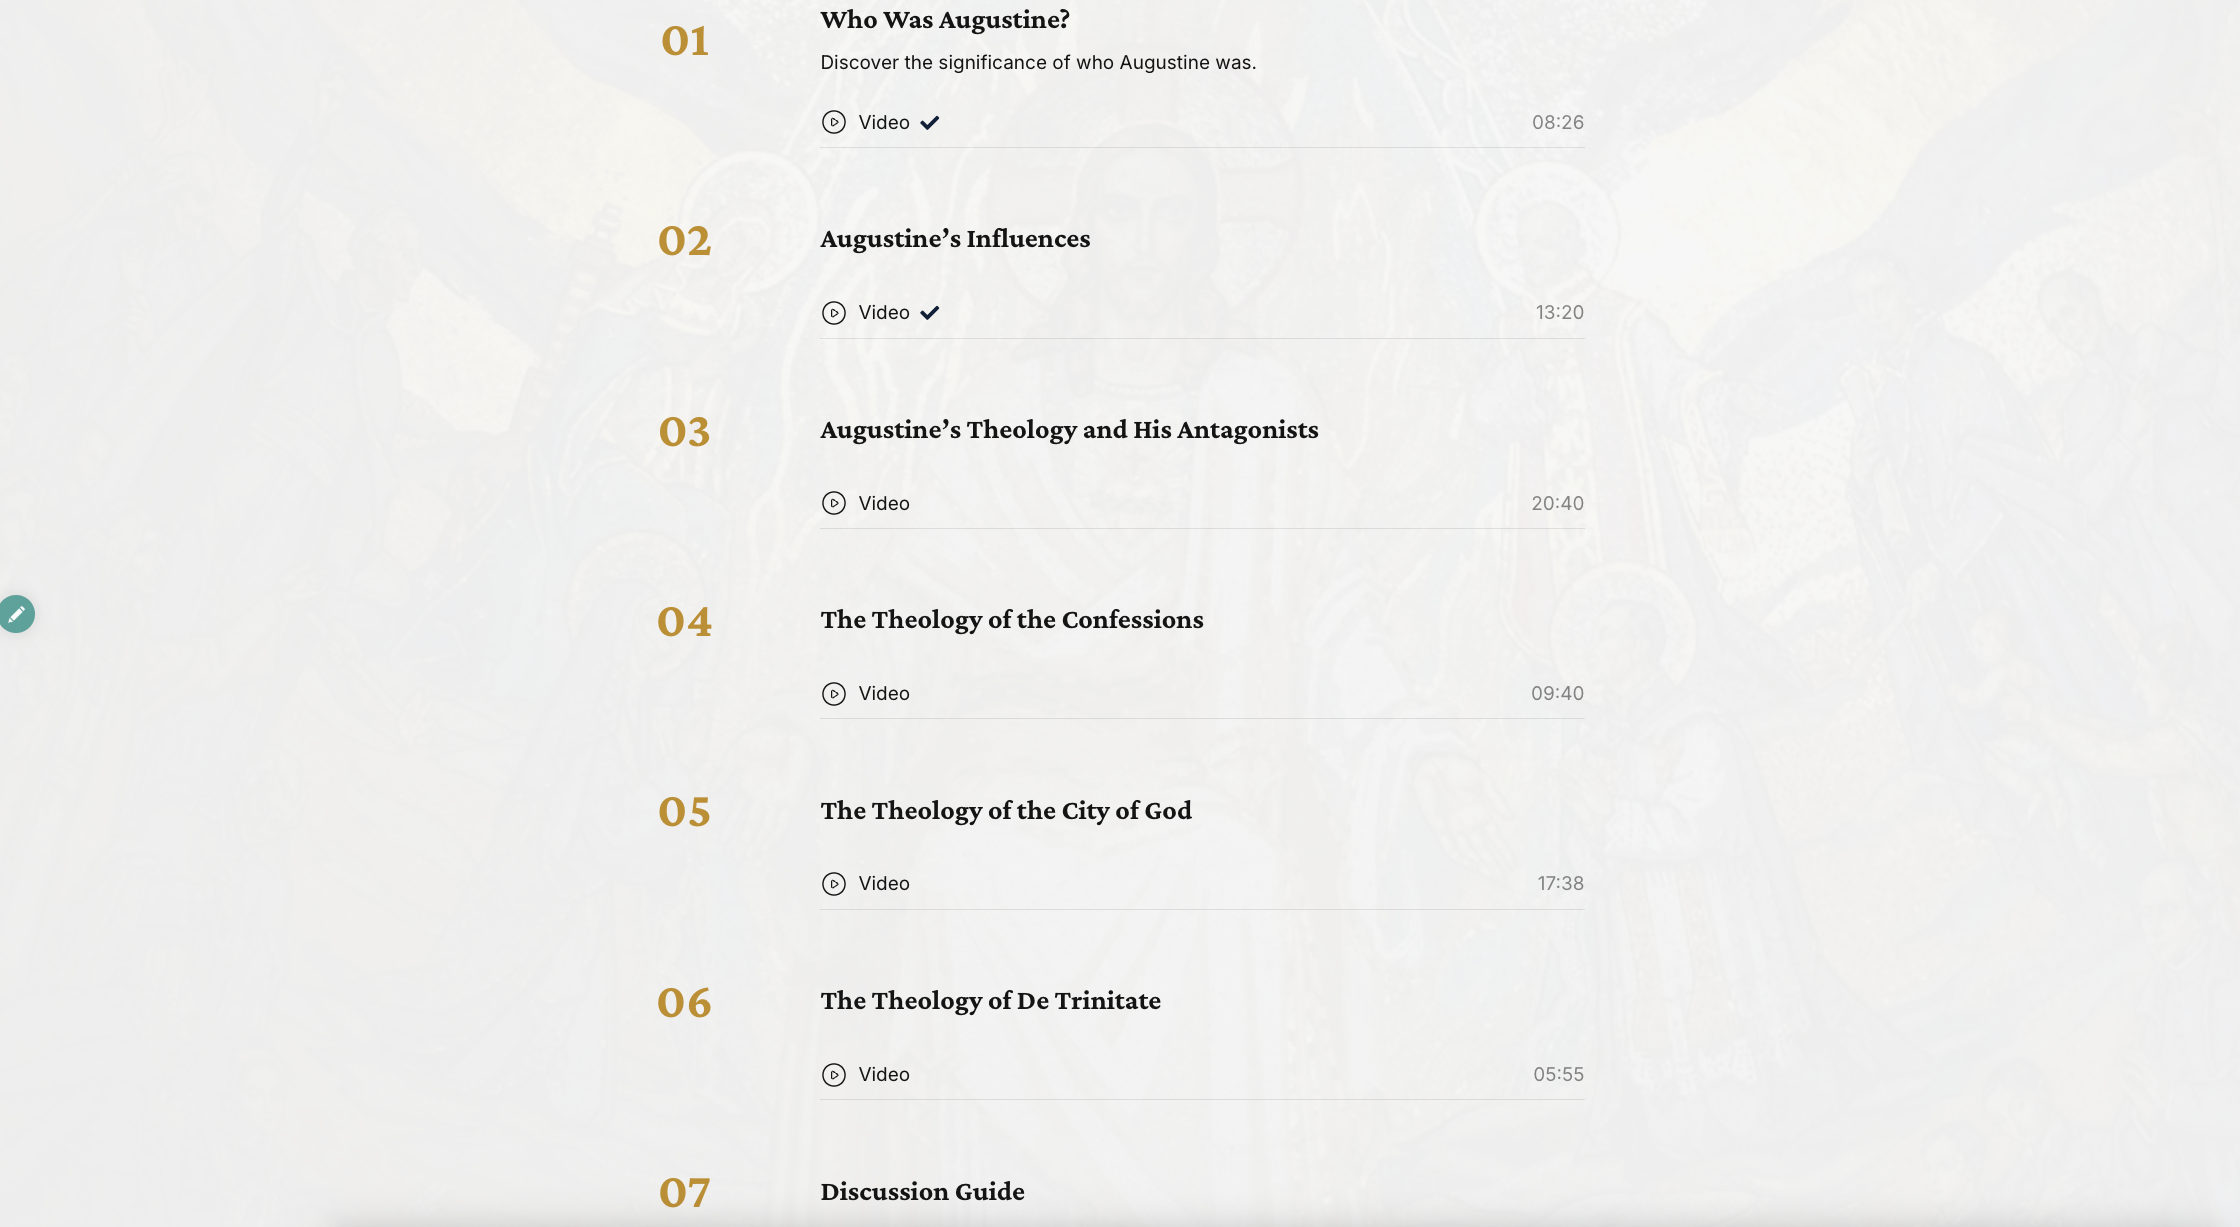 01
Who Was Augustine?
Discover the significance of who Augustine was.
Video 08:26
02
Augustine’s Influences
Video 13:20
03
Augustine’s Theology and His Antagonists
Video 20:40
04
The Theology of the Confessions
Video 09:40
05
The Theology of the City of God
Video 17:38
06
The Theology of De Trinitate
Video 05:55
07
Discussion Guide